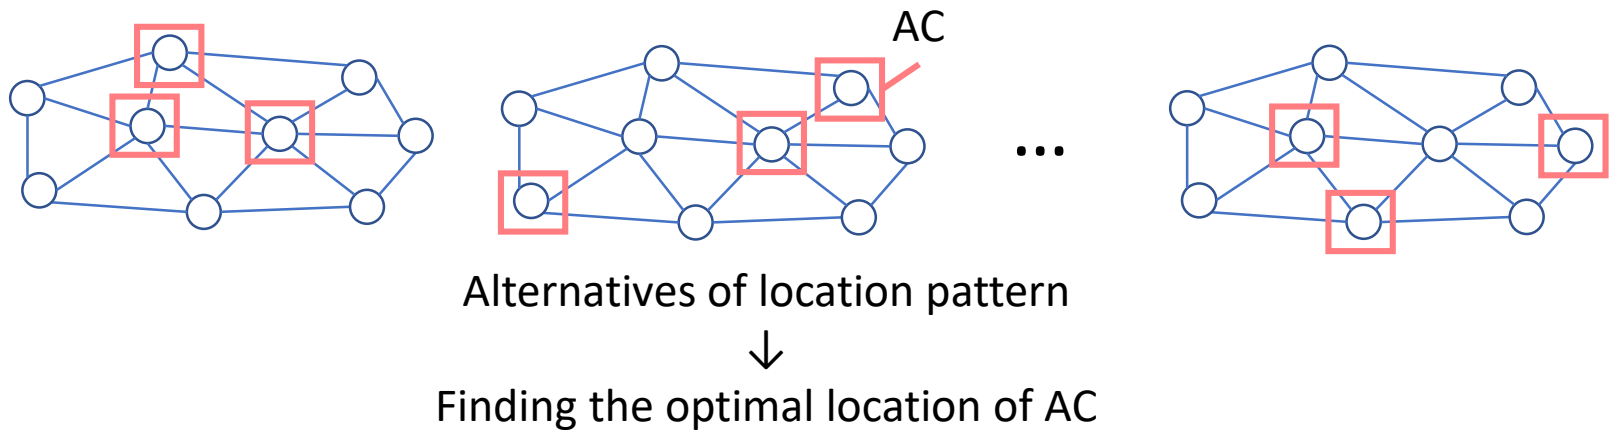 AC
...
Alternatives of location pattern
↓
Finding the optimal location of AC